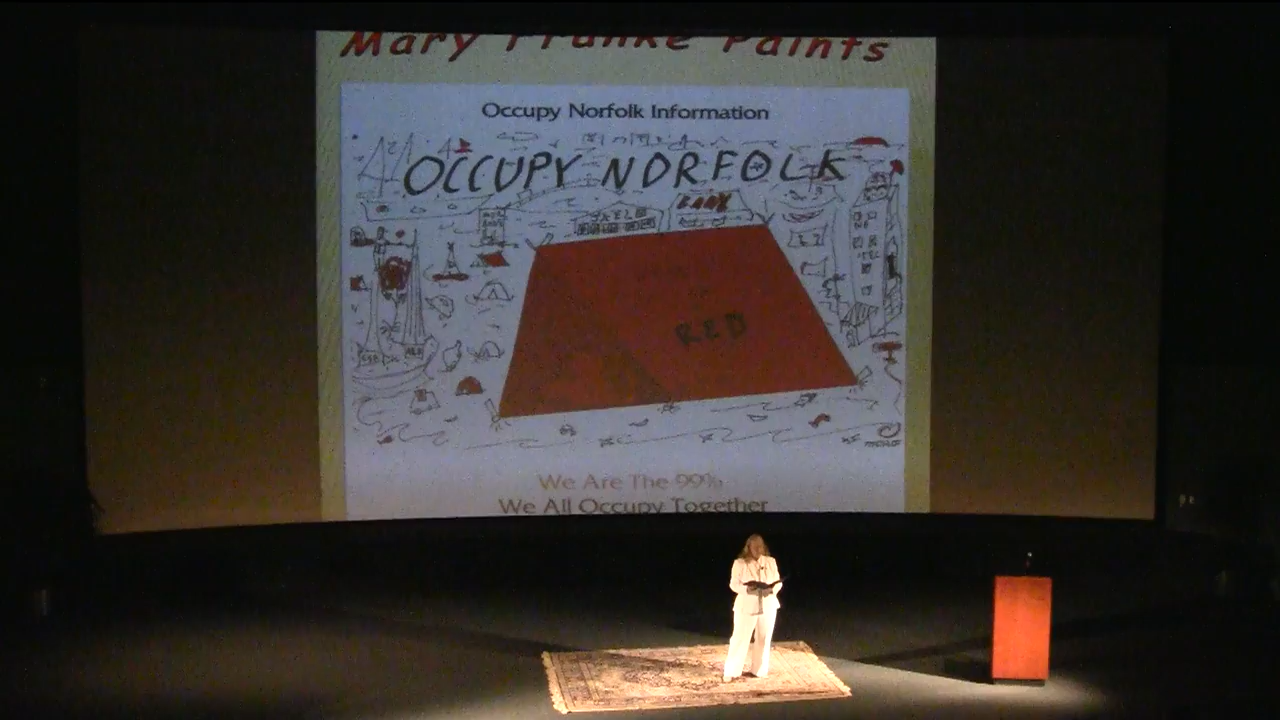 Mary Franke Paints
Occupy Norfolk Information
OCCUPY NORFOLK
BANK
RED
We Are The 99%
We All Occupy Together